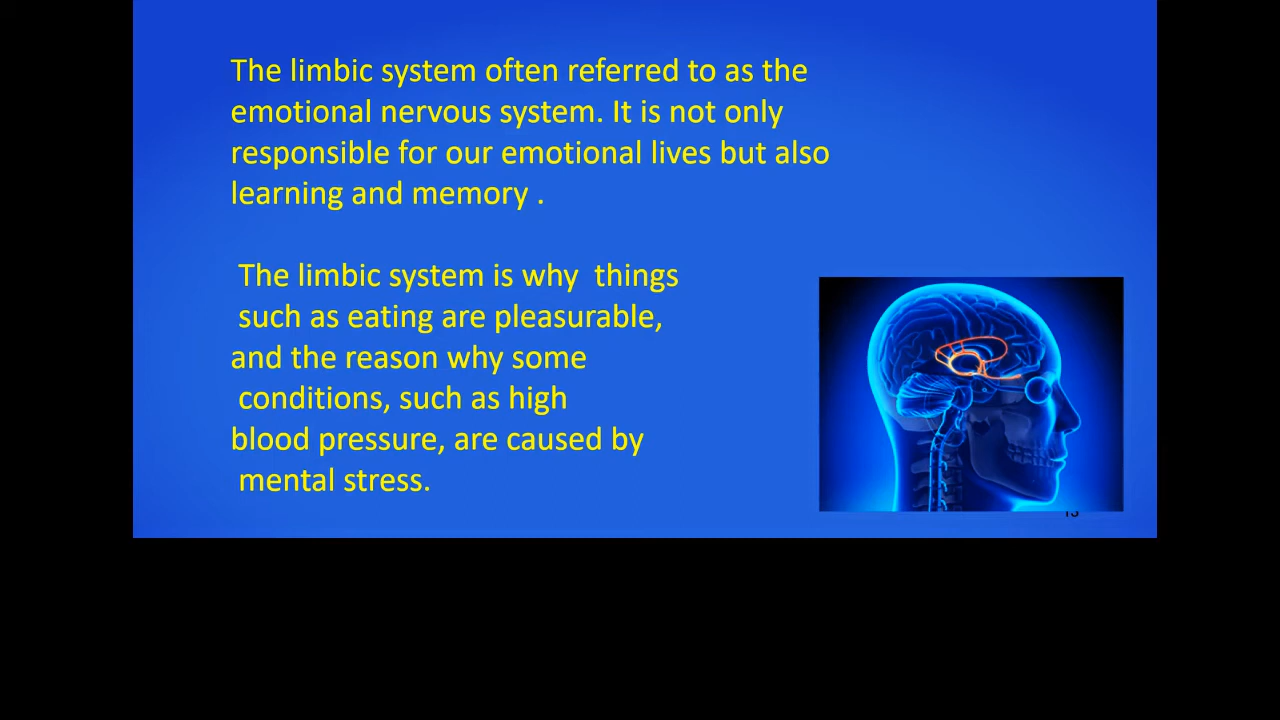 The limbic system often referred to as the
emotional nervous system. It is not only
responsible for our emotional lives but also
learning and memory .
The limbic system is why  things
such as eating are pleasurable,
and the reason why some
conditions, such as high
blood pressure, are caused by
mental stress.